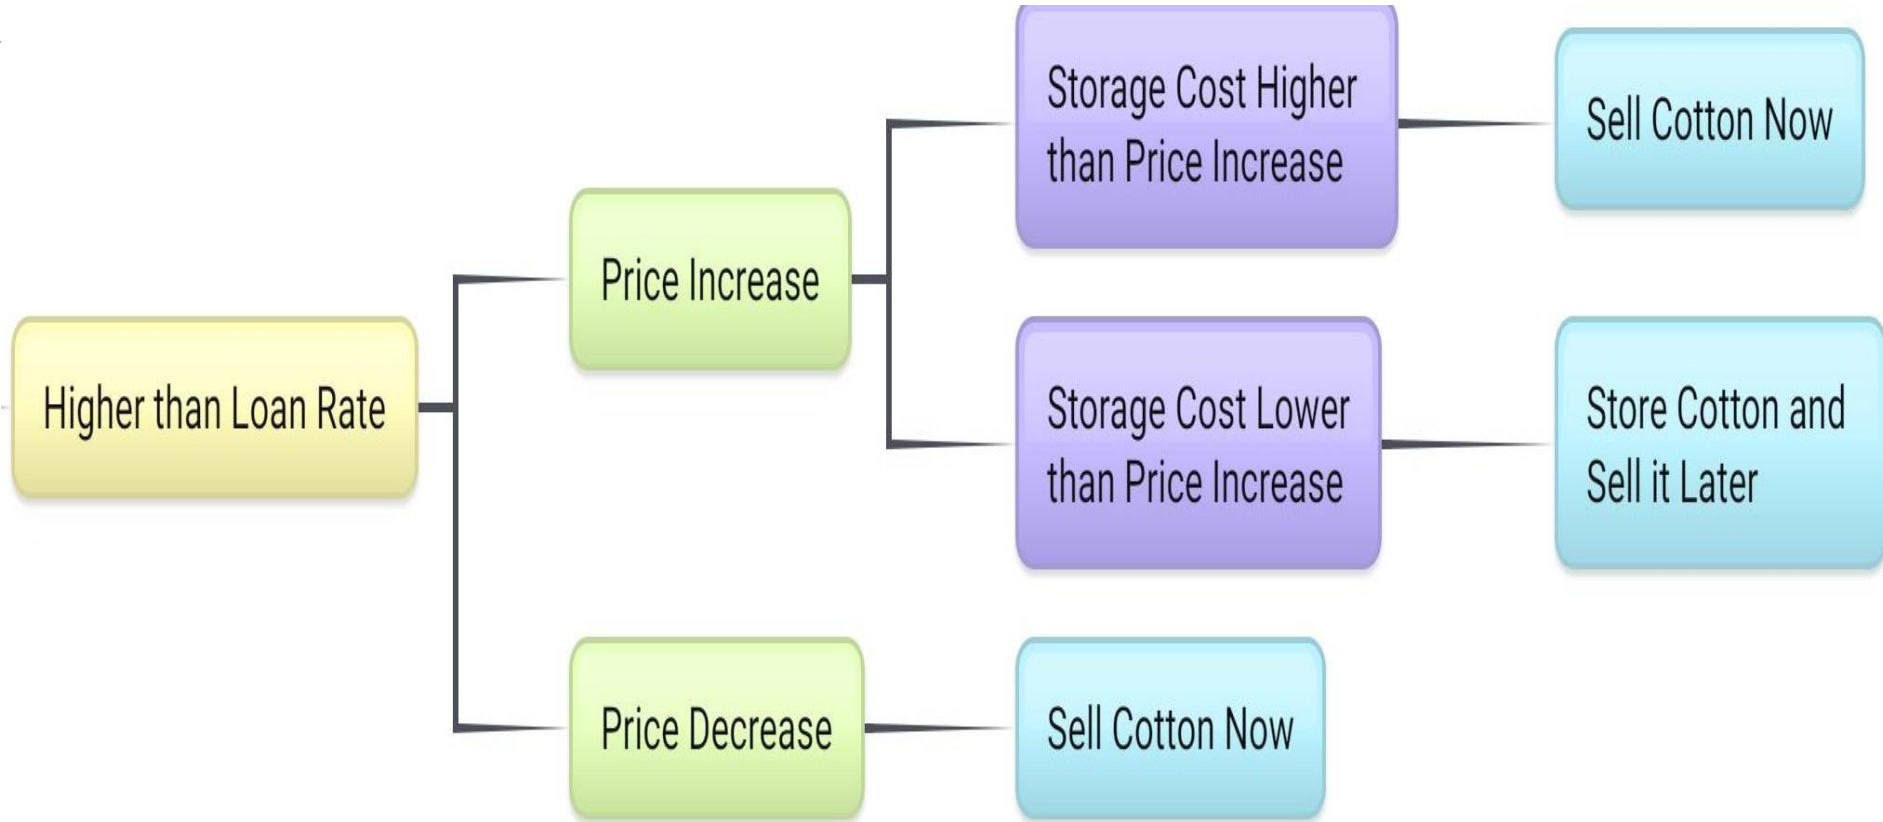 Higher than Loan Rate
Price Increase
Storage Cost Higher
than Price Increase
Sell Cotton Now
Storage Cost Lower
than Price Increase
Store Cotton and
Sell it Later
Price Decrease
Sell Cotton Now